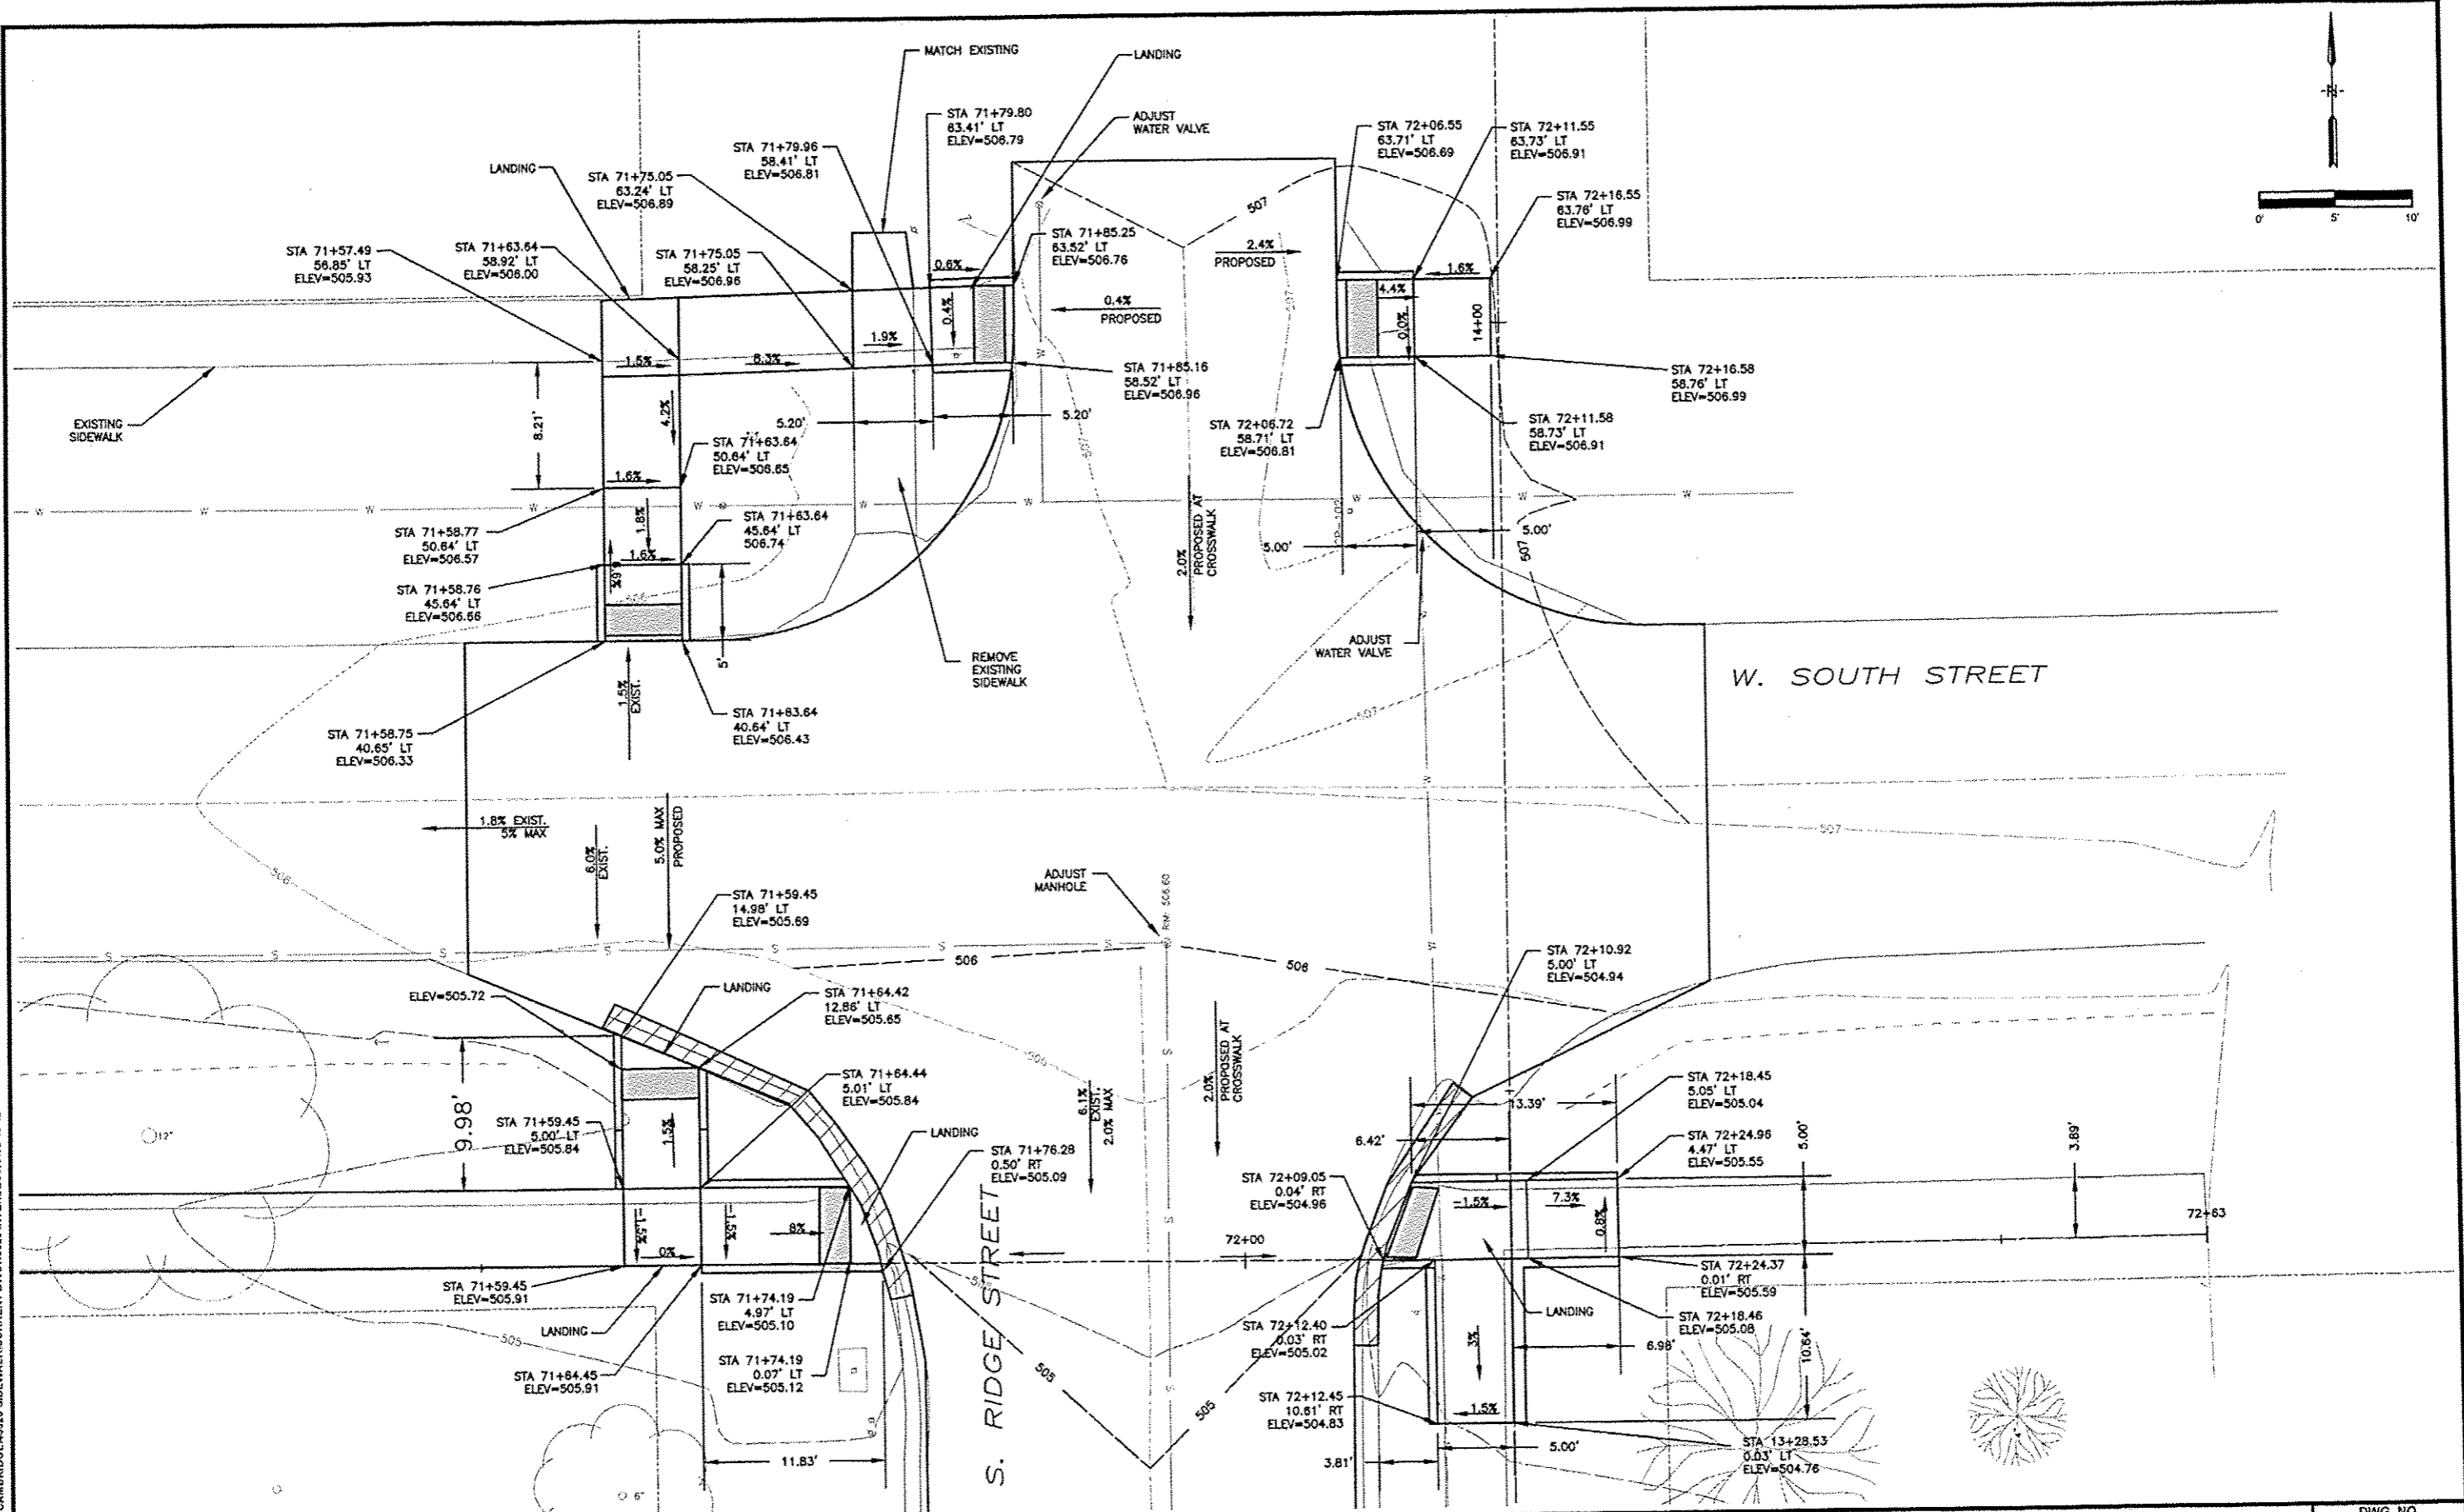 MATCH EXISTING
LANDING
-N-
STA 71+79.80
63.41' LT
ELEV=506.79
ADJUST
WATER VALVE
STA 72+06.55
63.71' LT
ELEV=506.69
STA 72+11.55
63.73' LT
ELEV=506.91
STA 71+79.96
58.41' LT
ELEV=506.81
LANDING
STA 71+75.05
63.24' LT
ELEV=506.89
STA 72+16.55
63.76' LT
ELEV=506.99
0'
5'
10'
507
STA 71+57.49
56.85' LT
ELEV=505.93
STA 71+63.64
58.92' LT
ELEV=506.00
STA 71+75.05
58.25' LT
ELEV=506.96
STA 71+85.25
63.52' LT
ELEV=506.76
2.4%
PROPOSED
0.6%
1.6%
4.4%
0.4%
0.4%
PROPOSED
0.0%
14+00
507
1.9%
1.5%
8.3%
STA 71+85.16
58.52' LT
ELEV=506.96
STA 72+16.58
58.76' LT
ELEV=506.99
EXISTING
SIDEWALK
8.21'
4.2%
5.20'
5.20'
STA 72+06.72
58.71' LT
ELEV=506.81
STA 72+11.58
58.73' LT
ELEV=506.91
STA 71+63.64
50.64' LT
ELEV=506.65
507
1.6%
W W W W W W W W W
STA 71+58.77
50.64' LT
ELEV=506.57
1.8%
STA 71+63.64
45.64' LT
506.74
2.0%
PROPOSED AT
CROSSWALK
5.00'
5.00'
507
1.6%
STA 71+58.76
45.64' LT
ELEV=506.66
506
5'
REMOVE
EXISTING
SIDEWALK
ADJUST
WATER VALVE
W. SOUTH STREET
1.5%
EXIST.
STA 71+58.75
40.65' LT
ELEV=506.33
STA 71+63.64
40.64' LT
ELEV=506.43
507
1.8% EXIST.
5% MAX
6.0%
EXIST.
5.0% MAX
PROPOSED
507
506
ADJUST
MANHOLE
RIM: 506.60
STA 71+59.45
14.98' LT
ELEV=505.69
S S S S S S S
506
506
STA 72+10.92
5.00' LT
ELEV=504.94
ELEV=505.72
LANDING
STA 71+64.42
12.86' LT
ELEV=505.65
2.0%
PROPOSED AT
CROSSWALK
9.98'
STA 71+64.44
5.01' LT
ELEV=505.84
6.1%
EXIST.
2.0% MAX
13.39'
STA 72+18.45
5.05' LT
ELEV=505.04
12"
STA 71+59.45
5.00' LT
ELEV=505.84
1.5%
LANDING
STA 71+76.28
0.50' RT
ELEV=505.09
6.42'
STA 72+24.96
4.47' LT
ELEV=505.55
5.00'
3.89'
STA 72+09.05
0.04' RT
ELEV=504.96
-1.5%
7.3%
0.8%
72+63
-1.5%
0%
-1.5%
8%
72+00
STA 71+59.45
ELEV=505.91
STA 71+74.19
4.97' LT
ELEV=505.10
STA 72+24.37
0.01' RT
ELEV=505.59
LANDING
LANDING
STA 72+18.46
ELEV=505.08
STA 72+12.40
0.03' RT
ELEV=505.02
505
S. RIDGE STREET
STA 71+64.45
ELEV=505.91
STA 71+74.19
0.07' LT
ELEV=505.12
505
505
3%
6.98'
10.64'
STA 72+12.45
10.61' RT
ELEV=504.83
1.5%
11.83'
3.81'
5.00'
STA 13+28.53
0.03' LT
ELEV=504.76
6"
DWG. NO.